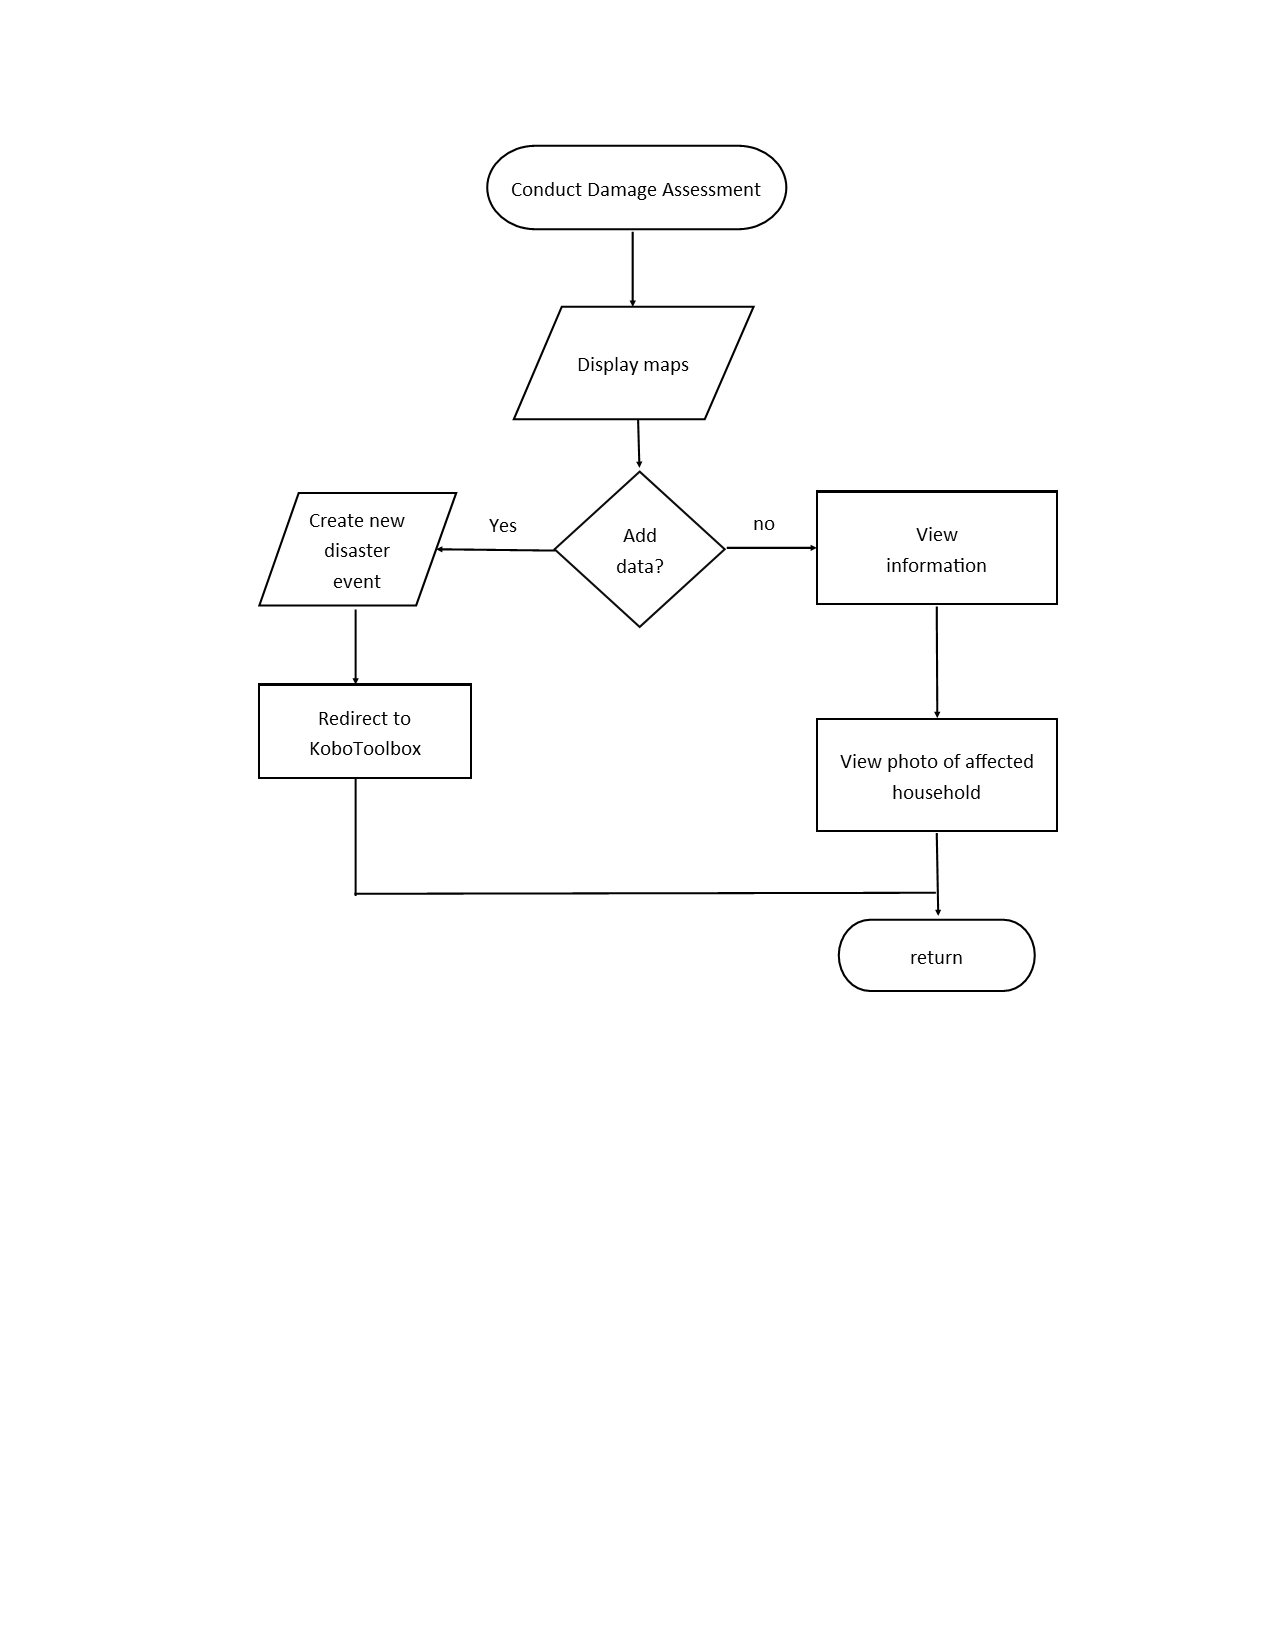 Conduct Damage Assessment
Display maps
Create new
disaster
event
Yes
Add
data?
no
View
information
Redirect to
KoboToolbox
View photo of affected
household
return